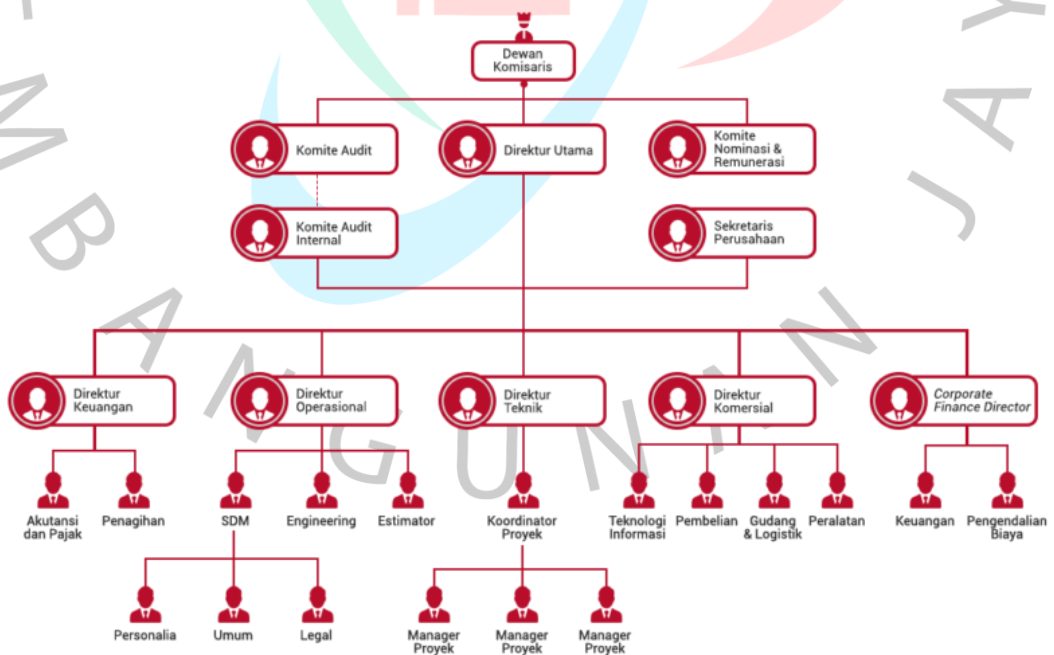 Dewan
Komisaris
Komite Audit
Direktur Utama
Komite
Nominasi &
Remunerasi
Komite Audit
Internal
Sekretaris
Perusahaan
Direktur
Keuangan
Direktur
Operasional
Direktur
Teknik
Direktur
Komersial
Corporate
Finance Director
Akutansi
dan Pajak
Penagihan
SDM
Engineering
Estimator
Koordinator
Proyek
Teknologi
Informasi
Pembelian
Gudang
& Logistik
Peralatan
Keuangan
Pengendalian
Biaya
Personalia
Umum
Legal
Manager
Proyek
Manager
Proyek
Manager
Proyek
MBANGUNAN JAY